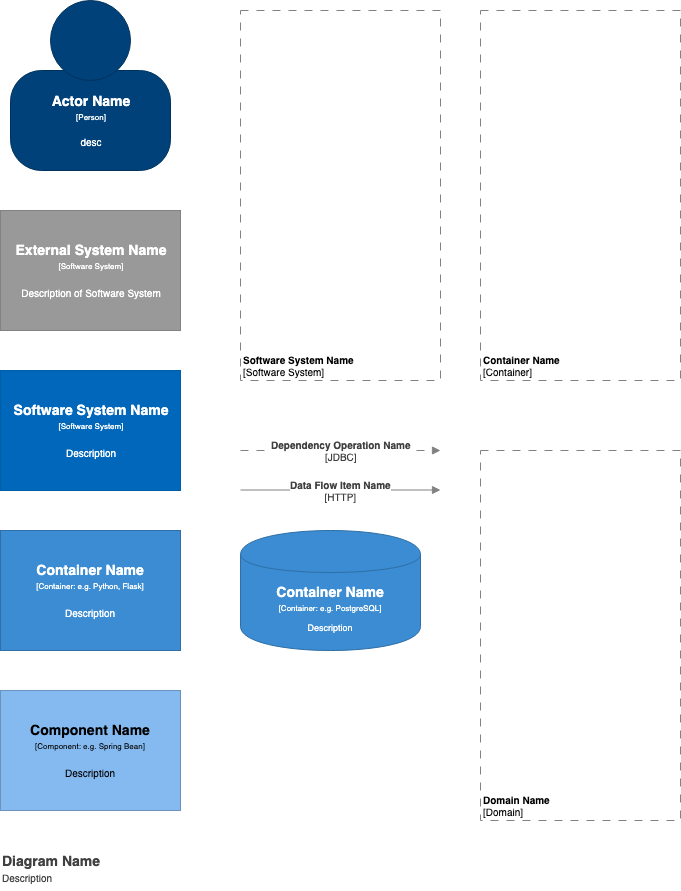 Actor Name
[Person]
desc
External System Name
[Software System]
Description of Software System
Software System Name
[Software System]
Software System Name
[Software System]
Description
Container Name
[Container]
Dependency Operation Name
[JDBC]
Data Flow Item Name
[HTTP]
Container Name
[Container: e.g. Python, Flask]
Description
Container Name
[Container: e.g. PostgreSQL]
Description
Component Name
[Component: e.g. Spring Bean]
Description
Domain Name
[Domain]
Diagram Name
Description